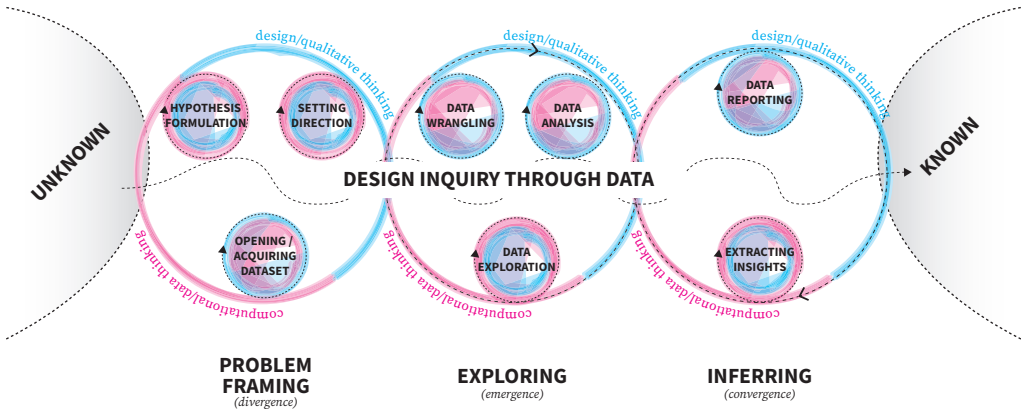 design/qualitative thinking
design/qualitative thinking
design/qualitative thinking
HYPOTHESIS
FORMULATION
SETTING
DIRECTION
DATA
WRANGLING
DATA
ANALYSIS
DATA
REPORTING
UNKNOWN
KNOWN
DESIGN INQUIRY THROUGH DATA
OPENING /
ACQUIRING
DATASET
DATA
EXPLORATION
EXTRACTING
INSIGHTS
computational/data thinking
computational/data thinking
computational/data thinking
PROBLEM
FRAMING
(divergence)
EXPLORING
(emergence)
INFERRING
(convergence)